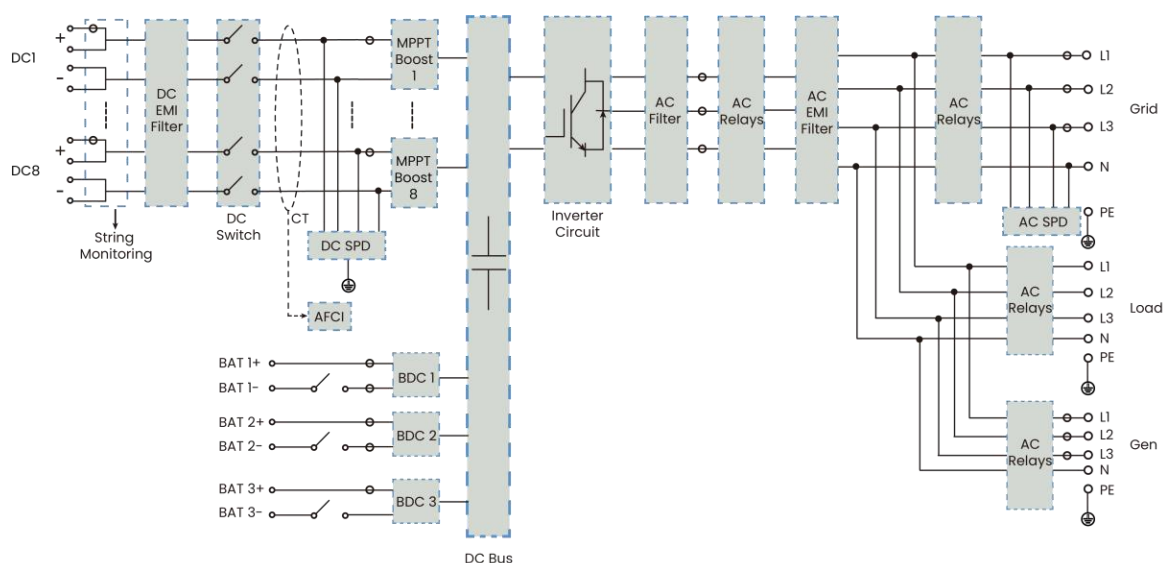 DC1
+
-
DC8
+
-
String
Monitoring
DC
EMI
Filter
DC
Switch
CT
DC SPD
AFCI
MPPT
Boost
1
MPPT
Boost
8
BAT 1+
BAT 1-
BDC 1
BAT 2+
BAT 2-
BDC 2
BAT 3+
BAT 3-
BDC 3
DC Bus
Inverter
Circuit
AC
Filter
AC
Relays
AC
EMI
Filter
AC
Relays
AC SPD
L1
L2
Grid
L3
N
PE
AC
Relays
L1
L2
Load
L3
N
PE
AC
Relays
L1
L2
Gen
L3
N
PE